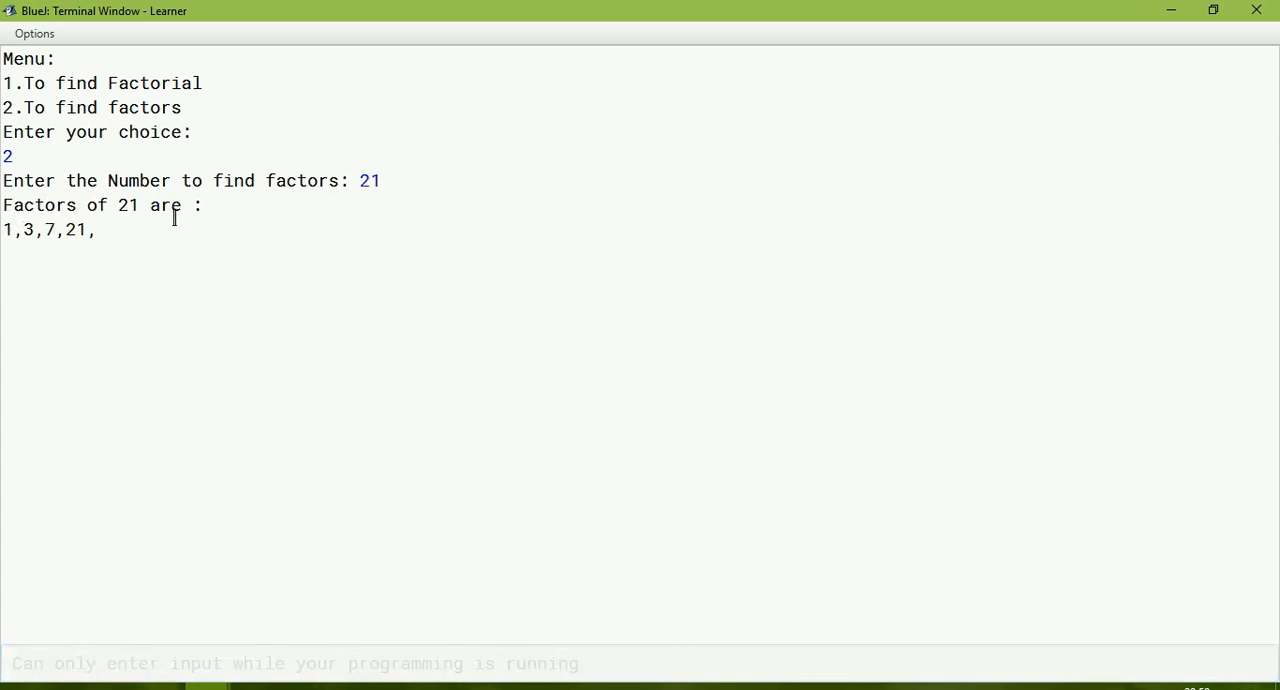 BlueJ: Terminal Window - Learner
Options
Menu:
1.To find Factorial
2.To find factors
Enter your choice:
2
Enter the Number to find factors: 21
Factors of 21 are :
1,3,7,21,
Can only enter input while your programming is running